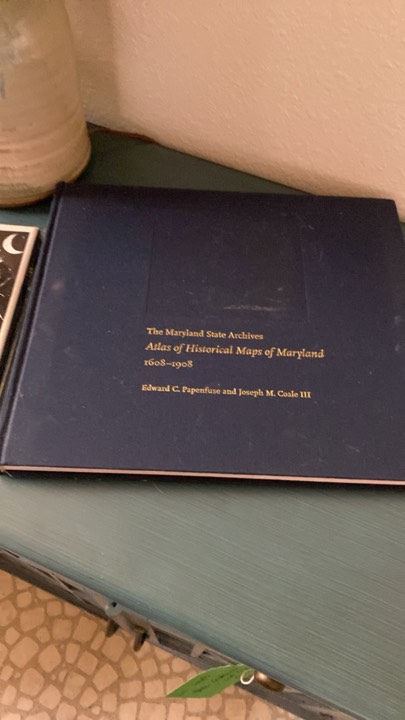 The Maryland State Archives
Atlas of Historical Maps of Maryland
1608–1908
Edward C. Papenfuse and Joseph M. Coale III